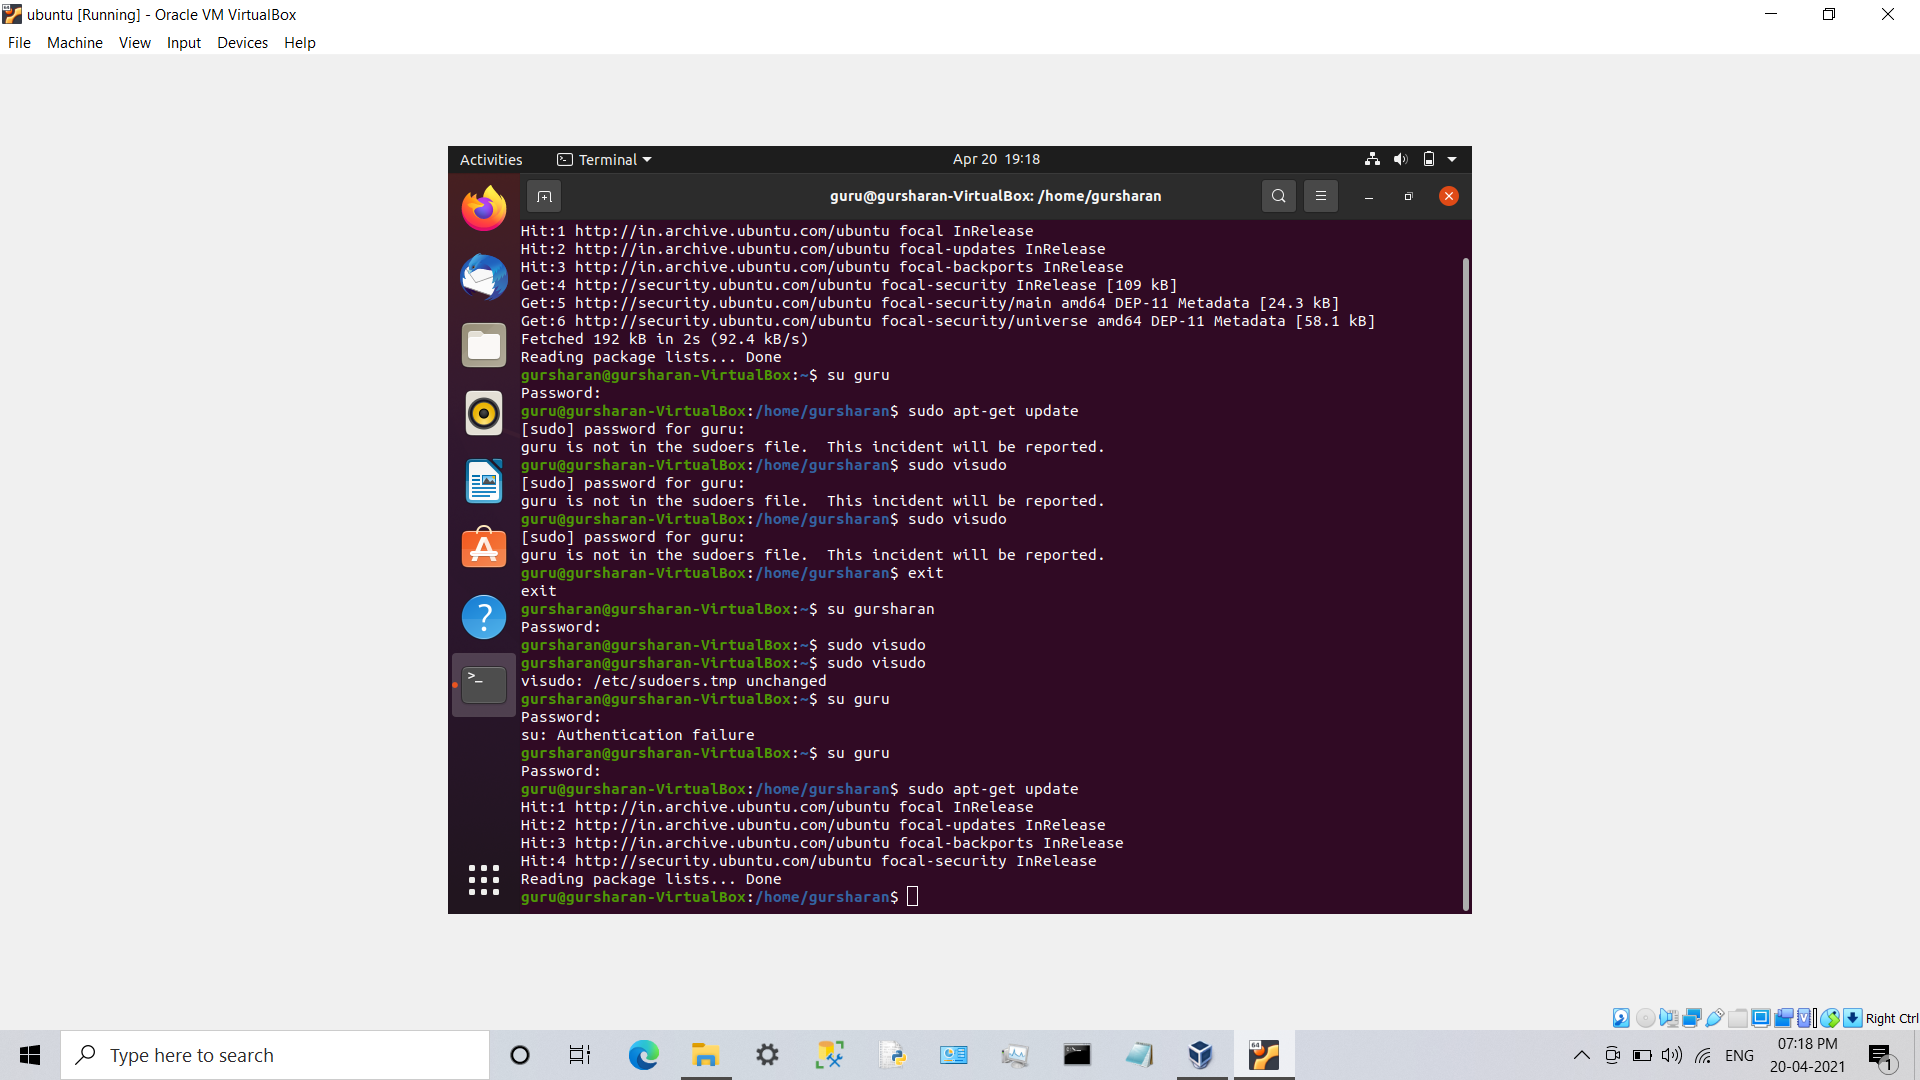 ubuntu [Running] - Oracle VM VirtualBox
File Machine View Input Devices Help
Activities Terminal Apr 20 19:18
guru@gursharan-VirtualBox: /home/gursharan
Hit:1 http://in.archive.ubuntu.com/ubuntu focal InRelease
Hit:2 http://in.archive.ubuntu.com/ubuntu focal-updates InRelease
Hit:3 http://in.archive.ubuntu.com/ubuntu focal-backports InRelease
Get:4 http://security.ubuntu.com/ubuntu focal-security InRelease [109 kB]
Get:5 http://security.ubuntu.com/ubuntu focal-security/main amd64 DEP-11 Metadata [24.3 kB]
Get:6 http://security.ubuntu.com/ubuntu focal-security/universe amd64 DEP-11 Metadata [58.1 kB]
Fetched 192 kB in 2s (92.4 kB/s)
Reading package lists... Done
gursharan@gursharan-VirtualBox:~$ su guru
Password:
guru@gursharan-VirtualBox:/home/gursharan$ sudo apt-get update
[sudo] password for guru:
guru is not in the sudoers file.  This incident will be reported.
guru@gursharan-VirtualBox:/home/gursharan$ sudo visudo
[sudo] password for guru:
guru is not in the sudoers file.  This incident will be reported.
guru@gursharan-VirtualBox:/home/gursharan$ sudo visudo
[sudo] password for guru:
guru is not in the sudoers file.  This incident will be reported.
guru@gursharan-VirtualBox:/home/gursharan$ exit
exit
gursharan@gursharan-VirtualBox:~$ su gursharan
Password:
gursharan@gursharan-VirtualBox:~$ sudo visudo
gursharan@gursharan-VirtualBox:~$ sudo visudo
visudo: /etc/sudoers.tmp unchanged
gursharan@gursharan-VirtualBox:~$ su guru
Password:
su: Authentication failure
gursharan@gursharan-VirtualBox:~$ su guru
Password:
guru@gursharan-VirtualBox:/home/gursharan$ sudo apt-get update
Hit:1 http://in.archive.ubuntu.com/ubuntu focal InRelease
Hit:2 http://in.archive.ubuntu.com/ubuntu focal-updates InRelease
Hit:3 http://in.archive.ubuntu.com/ubuntu focal-backports InRelease
Hit:4 http://security.ubuntu.com/ubuntu focal-security InRelease
Reading package lists... Done
guru@gursharan-VirtualBox:/home/gursharan$
Right Ctrl
Type here to search
ENG
07:18 PM
20-04-2021
1